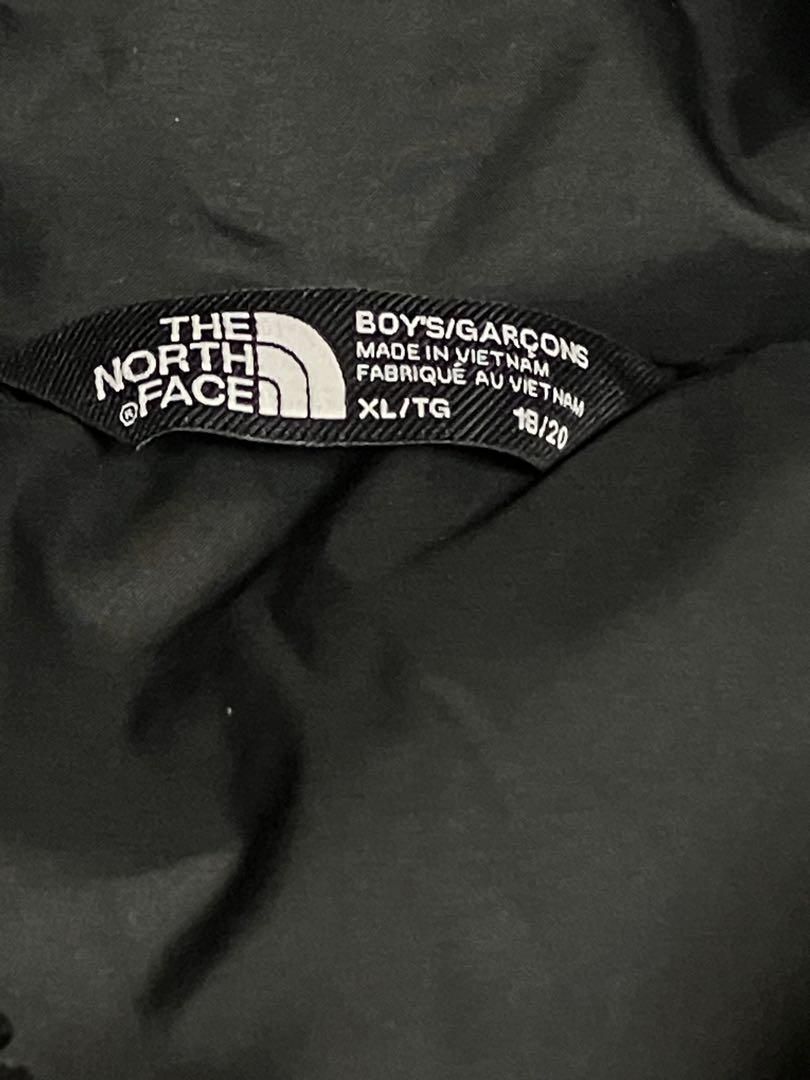 THE
NORTH
®FACE
BOY'S/GARÇONS
MADE IN VIETNAM
FABRIQUÉ AU VIETNAM
XL/TG 18/20